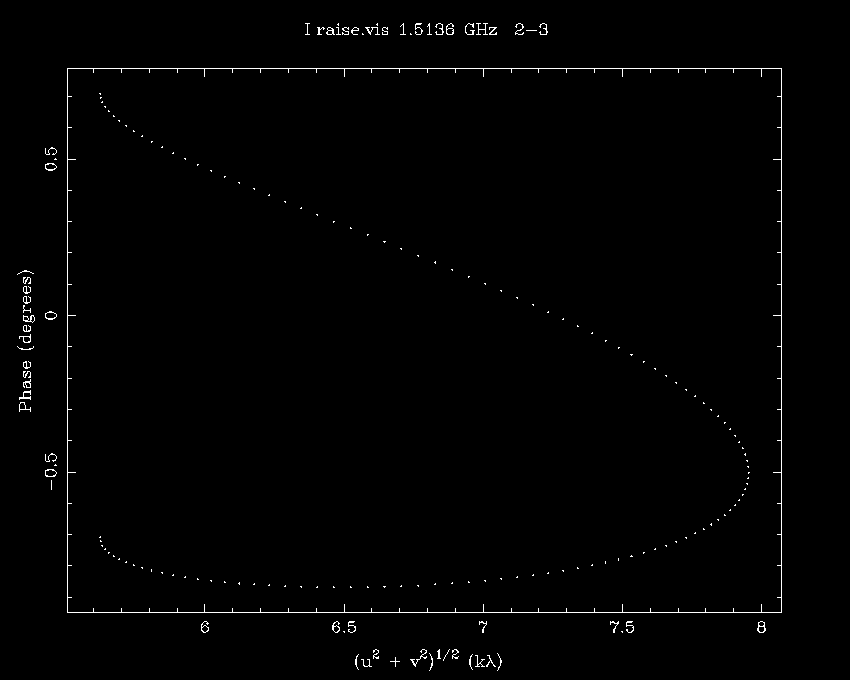 I raise.vis 1.5136 GHz 2−3
0.5
0
−0.5
Phase (degrees)
6 6.5 7 7.5 8
(u² + v²)^1/2 (kλ)